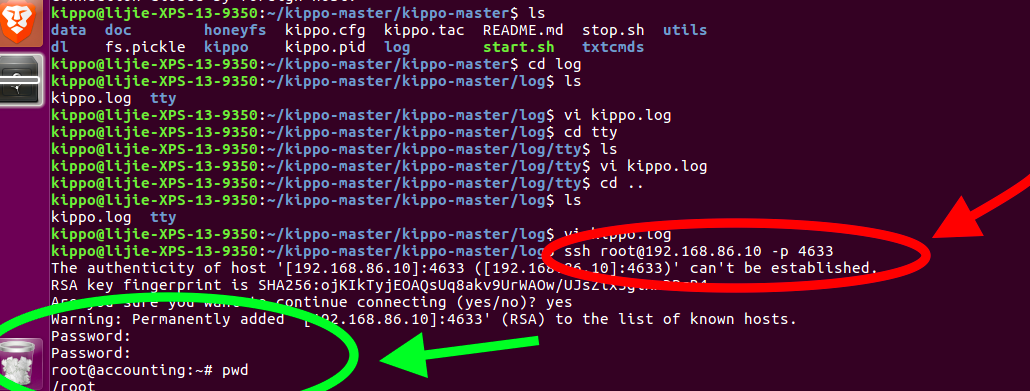 kippo@lijie-XPS-13-9350:~/kippo-master/kippo-master$ ls
data doc honeyfs kippo.cfg kippo.tac README.md stop.sh utils
dl fs.pickle kippo kippo.pid log start.sh txtcmds
kippo@lijie-XPS-13-9350:~/kippo-master/kippo-master$ cd log
kippo@lijie-XPS-13-9350:~/kippo-master/kippo-master/log$ ls
kippo.log tty
kippo@lijie-XPS-13-9350:~/kippo-master/kippo-master/log$ vi kippo.log
kippo@lijie-XPS-13-9350:~/kippo-master/kippo-master/log$ cd tty
kippo@lijie-XPS-13-9350:~/kippo-master/kippo-master/log/tty$ ls
kippo@lijie-XPS-13-9350:~/kippo-master/kippo-master/log/tty$ vi kippo.log
kippo@lijie-XPS-13-9350:~/kippo-master/kippo-master/log/tty$ cd ..
kippo@lijie-XPS-13-9350:~/kippo-master/kippo-master/log$ ls
kippo.log tty
kippo@lijie-XPS-13-9350:~/kippo-master/kippo-master/log$ vi kippo.log
kippo@lijie-XPS-13-9350:~/kippo-master/kippo-master/log$ ssh root@192.168.86.10 -p 4633
The authenticity of host '[192.168.86.10]:4633 ([192.168.86.10]:4633)' can't be established.
RSA key fingerprint is
Are you sure you want to continue connecting (yes/no)? yes
Warning: Permanently added '[192.168.86.10]:4633' (RSA) to the list of known hosts.
Password:
Password:
root@accounting:~# pwd
/root